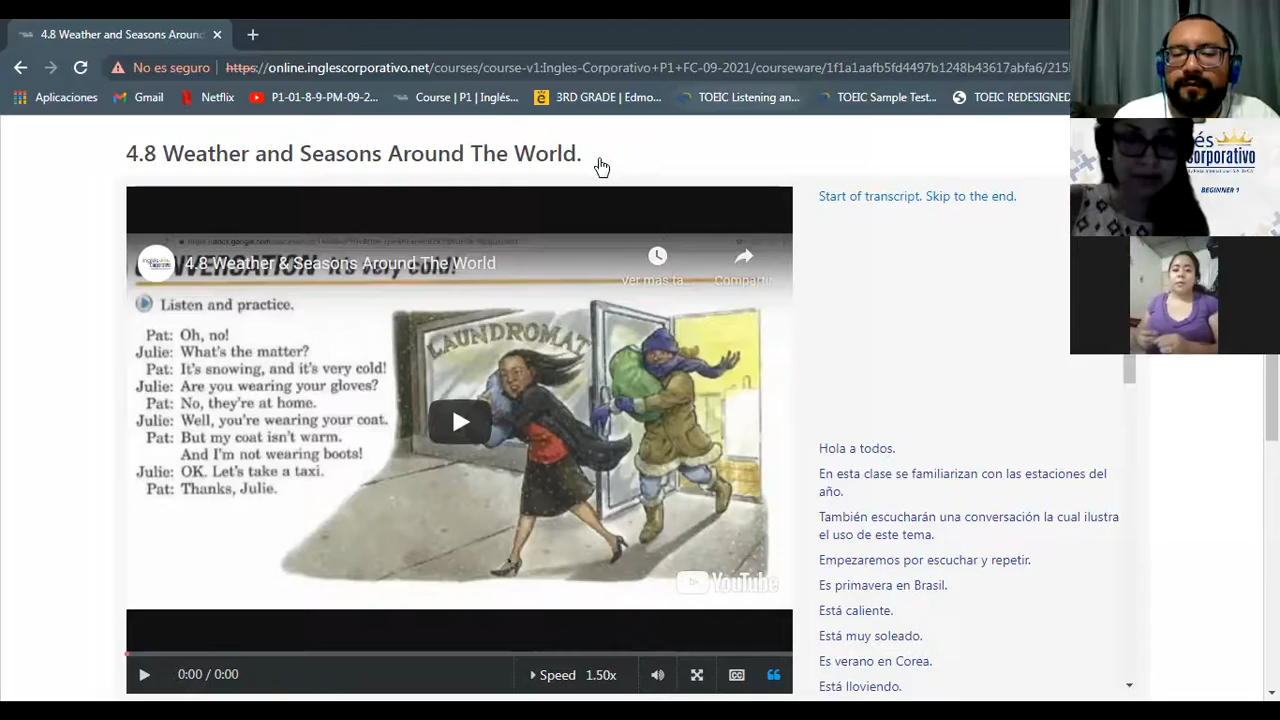 4.8 Weather and Seasons Around
No es seguro
https://online.inglescorporativo.net/courses/course-v1:Ingles-Corporativo+P1+FC-09-2021/courseware/1f1a1aafb5fd4497b1248b43617abfa6/215
Aplicaciones Gmail Netflix P1-01-8-9-PM-09-2... Course | P1 | Inglés... 3RD GRADE | Edmo... TOEIC Listening an... TOEIC Sample Test... TOEIC REDESIGNED
és
Corporativo
BEGINNER 1
4.8 Weather and Seasons Around The World.
Start of transcript. Skip to the end.
4.8 Weather & Seasons Around The World
Ver más ta...
Compartir
Listen and practice.
LAUNDROMAT
Pat: Oh, no!
Julie: What's the matter?
Pat: It's snowing, and it's very cold!
Julie: Are you wearing your gloves?
Pat: No, they're at home.
Julie: Well, you're wearing your coat.
Pat: But my coat isn't warm.
And I'm not wearing boots!
Julie: OK. Let's take a taxi.
Pat: Thanks, Julie.
YouTube
0:00 / 0:00
Speed 1.50x
Hola a todos.
En esta clase se familiarizan con las estaciones del
año.
También escucharán una conversación la cual ilustra
el uso de este tema.
Empezaremos por escuchar y repetir.
Es primavera en Brasil.
Está caliente.
Está muy soleado.
Es verano en Corea.
Está lloviendo.